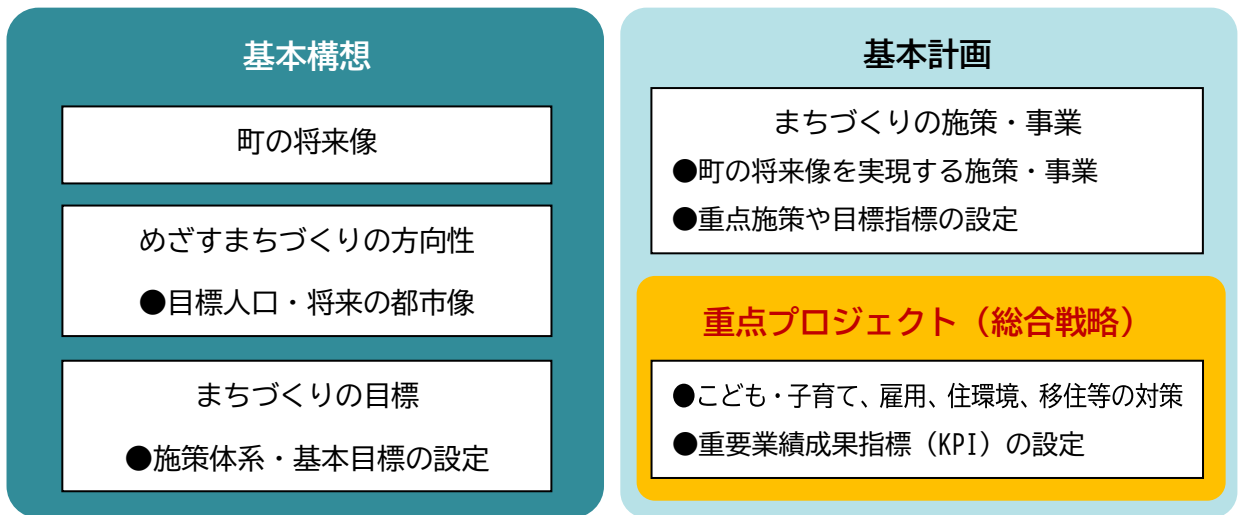 基本構想
町の将来像
めざすまちづくりの方向性
●目標人口・将来の都市像
まちづくりの目標
●施策体系・基本目標の設定
基本計画
まちづくりの施策・事業
●町の将来像を実現する施策・事業
●重点施策や目標指標の設定
重点プロジェクト（総合戦略）
●こども・子育て、雇用、住環境、移住等の対策
●重要業績成果指標（KPI）の設定